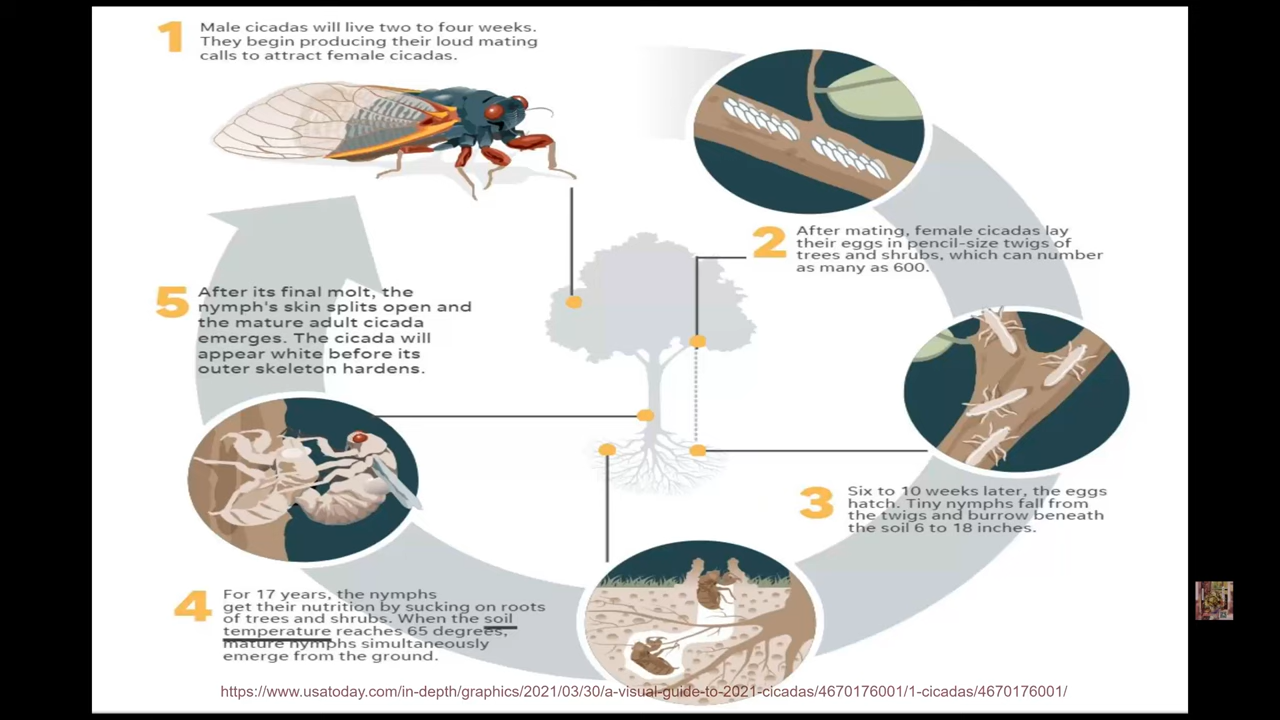 1
Male cicadas will live two to four weeks.
They begin producing their loud mating
calls to attract female cicadas.
2
After mating, female cicadas lay
their eggs in pencil-size twigs of
trees and shrubs, which can number
as many as 600.
3
Six to 10 weeks later, the eggs
hatch. Tiny nymphs fall from
the twigs and burrow beneath
the soil 6 to 18 inches.
4
For 17 years, the nymphs
get their nutrition by sucking on roots
of trees and shrubs. When the soil
temperature reaches 65 degrees,
mature nymphs simultaneously
emerge from the ground.
5
After its final molt, the
nymph's skin splits open and
the mature adult cicada
emerges. The cicada will
appear white before its
outer skeleton hardens.
https://www.usatoday.com/in-depth/graphics/2021/03/30/a-visual-guide-to-2021-cicadas/4670176001/1-cicadas/4670176001/